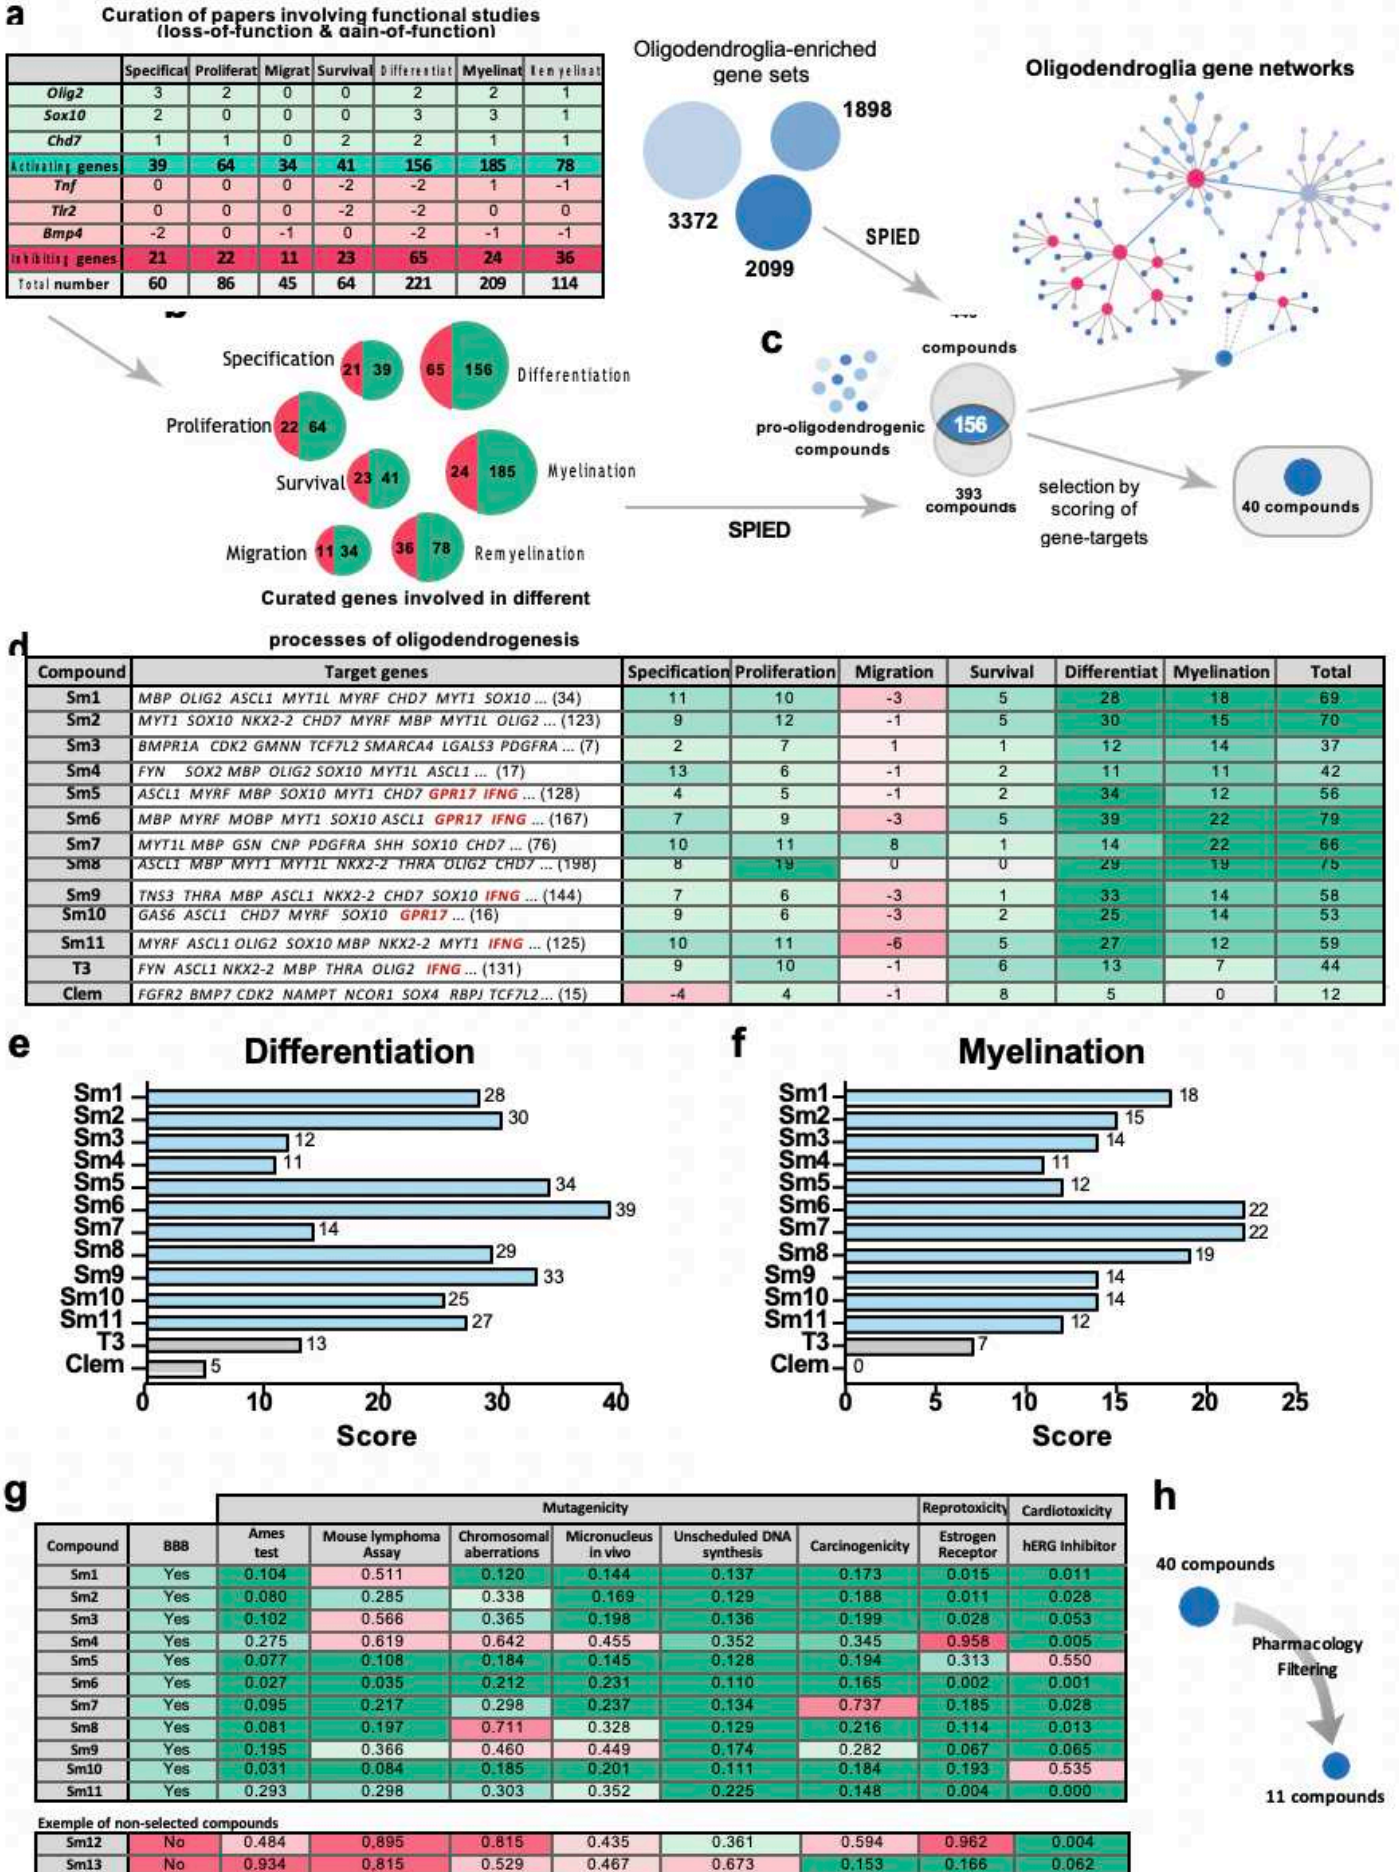 a
Curation of papers involving functional studies
(loss-of-function & gain-of-function)
Specificat Proliferat Migrat Survival Differentiat Myelinat Remyelinat
Olig2 3 2 0 0 2 2 1
Sox10 2 0 0 0 3 3 1
Chd7 1 1 0 2 2 1 1
Activating genes 39 64 34 41 156 185 78
Tnf 0 0 0 -2 -2 1 -1
Tlr2 0 0 0 -2 -2 0 0
Bmp4 -2 0 -1 0 -2 -1 -1
Inhibiting genes 21 22 11 23 65 24 36
Total number 60 86 45 64 221 209 114
Oligodendroglia-enriched
gene sets
3372
1898
2099
SPIED
Oligodendroglia gene networks
Specification 21 39
65 156 Differentiation
Proliferation 22 64
Survival 23 41
24 185 Myelination
Migration 11 34
36 78 Remyelination
Curated genes involved in different
processes of oligodendrogenesis
SPIED
c
pro-oligodendrogenic
compounds
compounds
156
393
compounds
selection by
scoring of
gene-targets
40 compounds
d
Compound Target genes Specification Proliferation Migration Survival Differentiat Myelination Total
Sm1 MBP OLIG2 ASCL1 MYT1L MYRF CHD7 MYT1 SOX10 ... (34) 11 10 -3 5 28 18 69
Sm2 MYT1 SOX10 NKX2-2 CHD7 MYRF MBP MYT1L OLIG2 ... (123) 9 12 -1 5 30 15 70
Sm3 BMPR1A CDK2 GMNN TCF7L2 SMARCA4 LGALS3 PDGFRA ... (7) 2 7 1 1 12 14 37
Sm4 FYN SOX2 MBP OLIG2 SOX10 MYT1L ASCL1 ... (17) 13 6 -1 2 11 11 42
Sm5 ASCL1 MYRF MBP SOX10 MYT1 CHD7 GPR17 IFNG ... (128) 4 5 -1 2 34 12 56
Sm6 MBP MYRF MOBP MYT1 SOX10 ASCL1 GPR17 IFNG ... (167) 7 9 -3 5 39 22 79
Sm7 MYT1L MBP GSN CNP PDGFRA SHH SOX10 CHD7 ... (76) 10 11 8 1 14 22 66
Sm8 ASCL1 MBP MYT1 MYT1L NKX2-2 THRA OLIG2 CHD7 ... (198) 8 19 0 0 29 19 75
Sm9 TNS3 THRA MBP ASCL1 NKX2-2 CHD7 SOX10 IFNG ... (144) 7 6 -3 1 33 14 58
Sm10 GAS6 ASCL1 CHD7 MYRF SOX10 GPR17 ... (16) 9 6 -3 2 25 14 53
Sm11 MYRF ASCL1 OLIG2 SOX10 MBP NKX2-2 MYT1 IFNG ... (125) 10 11 -6 5 27 12 59
T3 FYN ASCL1 NKX2-2 MBP THRA OLIG2 IFNG ... (131) 9 10 -1 6 13 7 44
Clem FGFR2 BMP7 CDK2 NAMPT NCOR1 SOX4 RBPJ TCF7L2 ... (15) -4 4 -1 8 5 0 12
e
Differentiation
Sm1 28
Sm2 30
Sm3 12
Sm4 11
Sm5 34
Sm6 39
Sm7 14
Sm8 29
Sm9 33
Sm10 25
Sm11 27
T3 13
Clem 5
0 10 20 30 40
Score
f
Myelination
Sm1 18
Sm2 15
Sm3 14
Sm4 11
Sm5 12
Sm6 22
Sm7 22
Sm8 19
Sm9 14
Sm10 14
Sm11 12
T3 7
Clem 0
0 5 10 15 20 25
Score
g
Mutagenicity Reprotoxicity Cardiotoxicity
Compound BBB Ames test Mouse lymphoma Assay Chromosomal aberrations Micronucleus in vivo Unscheduled DNA synthesis Carcinogenicity Estrogen Receptor hERG Inhibitor
Sm1 Yes 0.104 0.511 0.120 0.144 0.137 0.173 0.015 0.011
Sm2 Yes 0.080 0.285 0.338 0.169 0.129 0.188 0.011 0.028
Sm3 Yes 0.102 0.566 0.365 0.198 0.136 0.199 0.028 0.053
Sm4 Yes 0.275 0.619 0.642 0.455 0.352 0.345 0.958 0.005
Sm5 Yes 0.077 0.108 0.184 0.145 0.128 0.194 0.313 0.550
Sm6 Yes 0.027 0.035 0.212 0.231 0.110 0.165 0.002 0.001
Sm7 Yes 0.095 0.217 0.298 0.237 0.134 0.737 0.185 0.028
Sm8 Yes 0.081 0.197 0.711 0.328 0.129 0.216 0.114 0.013
Sm9 Yes 0.195 0.366 0.460 0.449 0.174 0.282 0.067 0.065
Sm10 Yes 0.031 0.084 0.185 0.201 0.111 0.184 0.193 0.535
Sm11 Yes 0.293 0.298 0.303 0.352 0.225 0.148 0.004 0.000
Exemple of non-selected compounds
Sm12 No 0.484 0,895 0.815 0.435 0.361 0.594 0.962 0.004
Sm13 No 0.934 0,815 0.529 0.467 0.673 0.153 0.166 0.062
h
40 compounds
Pharmacology
Filtering
11 compounds